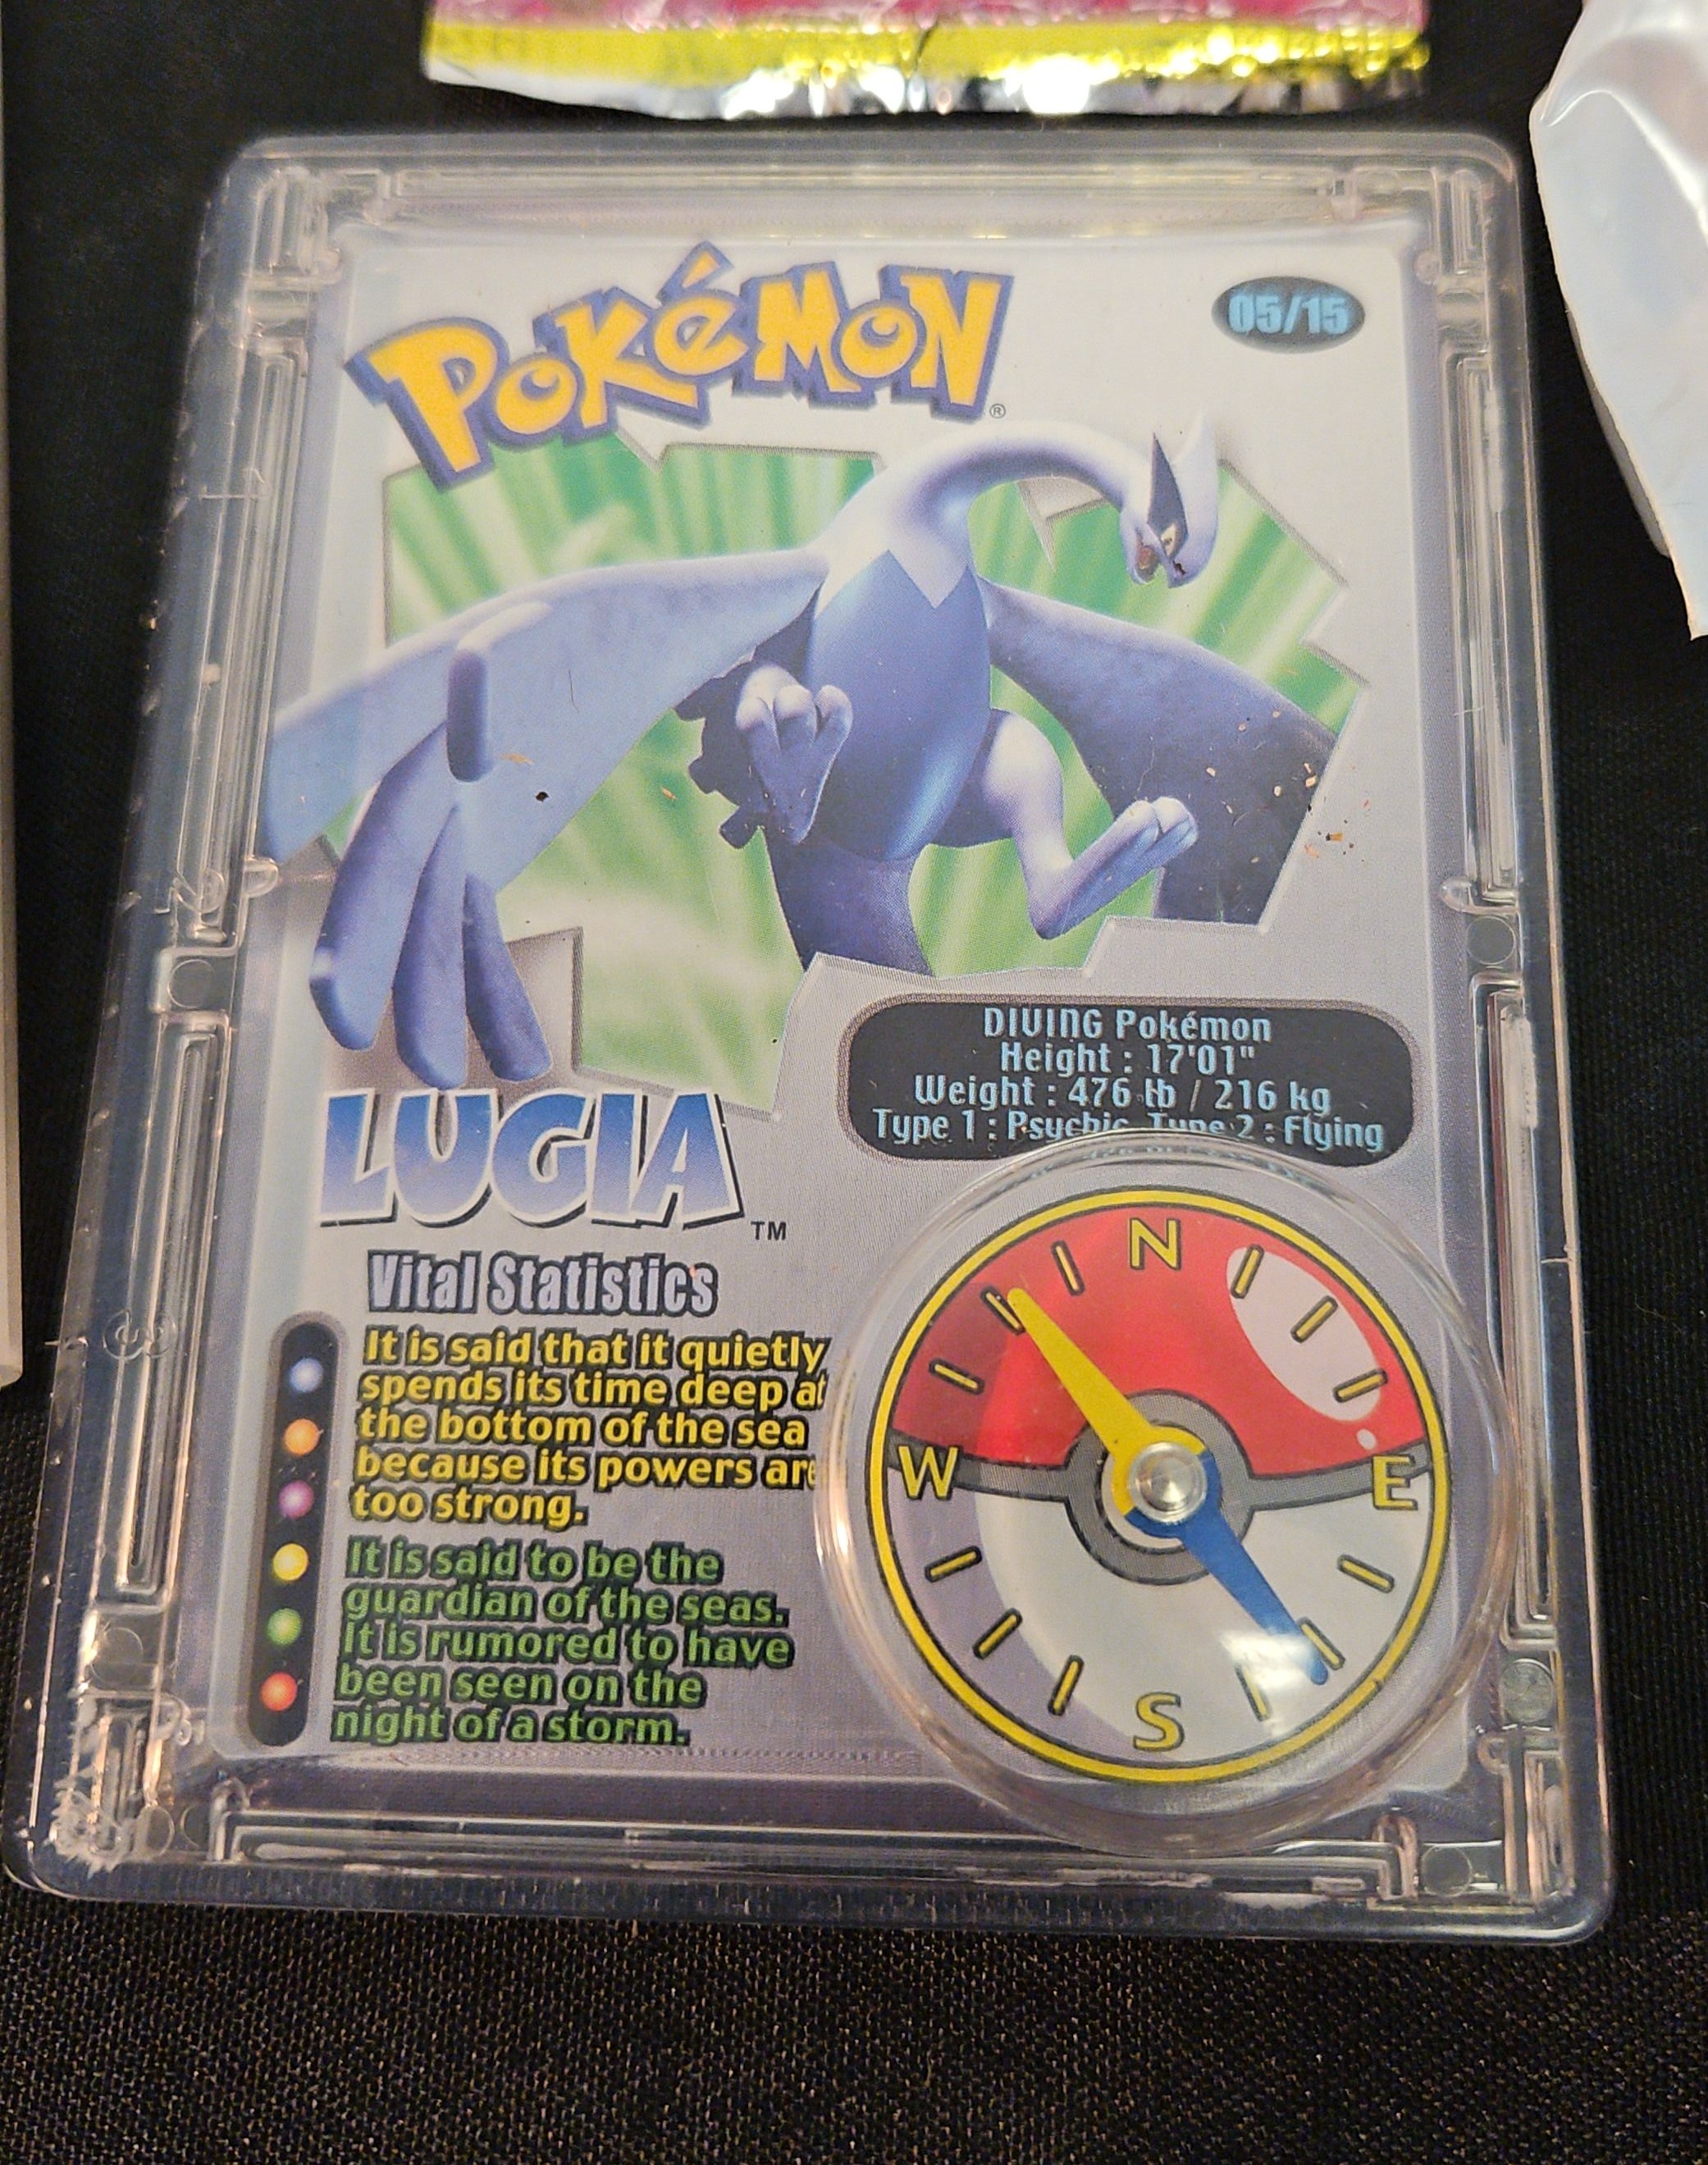 Pokémon
®
05/15
DIVING Pokémon
Height : 17'01"
Weight : 476 lb / 216 kg
Type 1 : Psychic Type 2 : Flying
LUGIA
TM
Vital Statistics
It is said that it quietly
spends its time deep at
the bottom of the sea
because its powers are
too strong.
It is said to be the
guardian of the seas.
It is rumored to have
been seen on the
night of a storm.
N
W
E
S